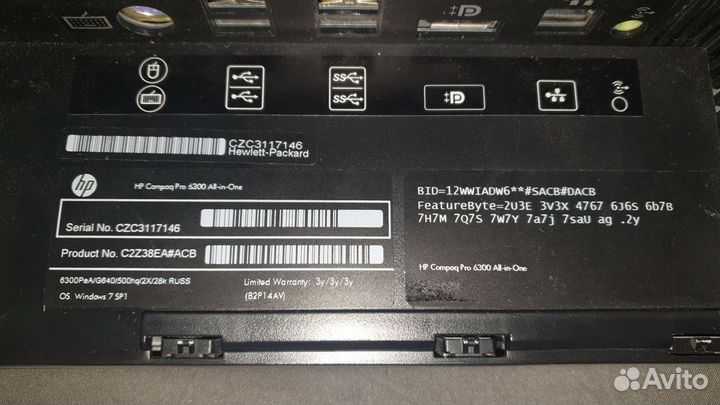 SS
SS
CZC3117146
Hewlett-Packard
hp
HP Compaq Pro 6300 All-in-One
Serial No. CZC3117146
Product No. C2Z38EA#ACB
6300PeA/G640/500hq/2X/28k RUSS
OS: Windows 7 SP1
Limited Warranty: 3y/3y/3y
(B2P14AV)
BID=12WWIADW6**#SACB#DACB
FeatureByte=2U3E 3V3X 4767 6J6S 6b7B
7H7M 7Q7S 7W7Y 7a7j 7saU ag .2y
HP Compaq Pro 6300 All-in-One
Avito